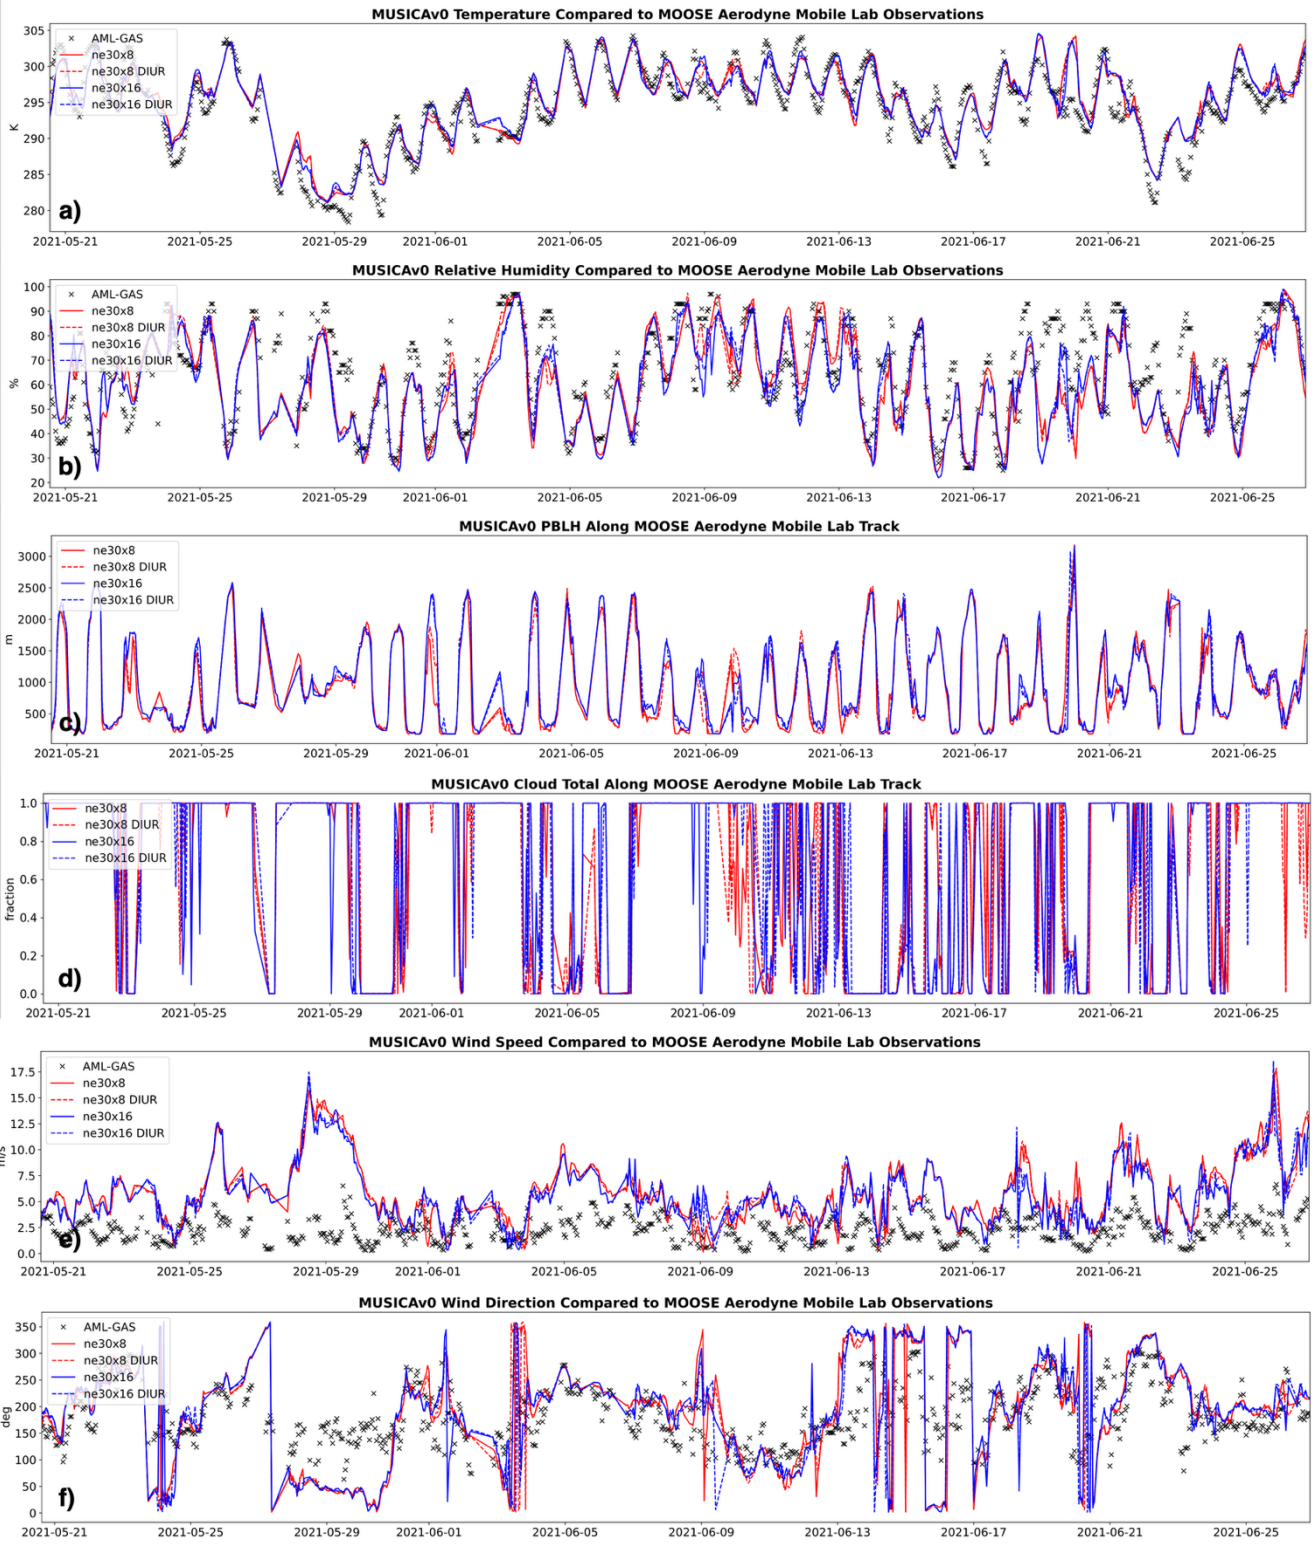 MUSICAv0 Temperature Compared to MOOSE Aerodyne Mobile Lab Observations
305
300
295
290
285
280
K
AML-GAS
ne30x8
ne30x8 DIUR
ne30x16
ne30x16 DIUR
a)
2021-05-21 2021-05-25 2021-05-29 2021-06-01 2021-06-05 2021-06-09 2021-06-13 2021-06-17 2021-06-21 2021-06-25
MUSICAv0 Relative Humidity Compared to MOOSE Aerodyne Mobile Lab Observations
100
90
80
70
60
50
40
30
20
%
AML-GAS
ne30x8
ne30x8 DIUR
ne30x16
ne30x16 DIUR
b)
2021-05-21 2021-05-25 2021-05-29 2021-06-01 2021-06-05 2021-06-09 2021-06-13 2021-06-17 2021-06-21 2021-06-25
MUSICAv0 PBLH Along MOOSE Aerodyne Mobile Lab Track
3000
2500
2000
1500
1000
500
m
ne30x8
ne30x8 DIUR
ne30x16
ne30x16 DIUR
c)
2021-05-21 2021-05-25 2021-05-29 2021-06-01 2021-06-05 2021-06-09 2021-06-13 2021-06-17 2021-06-21 2021-06-25
MUSICAv0 Cloud Total Along MOOSE Aerodyne Mobile Lab Track
1.0
0.8
0.6
0.4
0.2
0.0
fraction
ne30x8
ne30x8 DIUR
ne30x16
ne30x16 DIUR
d)
2021-05-21 2021-05-25 2021-05-29 2021-06-01 2021-06-05 2021-06-09 2021-06-13 2021-06-17 2021-06-21 2021-06-25
MUSICAv0 Wind Speed Compared to MOOSE Aerodyne Mobile Lab Observations
17.5
15.0
12.5
10.0
7.5
5.0
2.5
0.0
m/s
AML-GAS
ne30x8
ne30x8 DIUR
ne30x16
ne30x16 DIUR
e)
2021-05-21 2021-05-25 2021-05-29 2021-06-01 2021-06-05 2021-06-09 2021-06-13 2021-06-17 2021-06-21 2021-06-25
MUSICAv0 Wind Direction Compared to MOOSE Aerodyne Mobile Lab Observations
350
300
250
200
150
100
50
0
deg
AML-GAS
ne30x8
ne30x8 DIUR
ne30x16
ne30x16 DIUR
f)
2021-05-21 2021-05-25 2021-05-29 2021-06-01 2021-06-05 2021-06-09 2021-06-13 2021-06-17 2021-06-21 2021-06-25